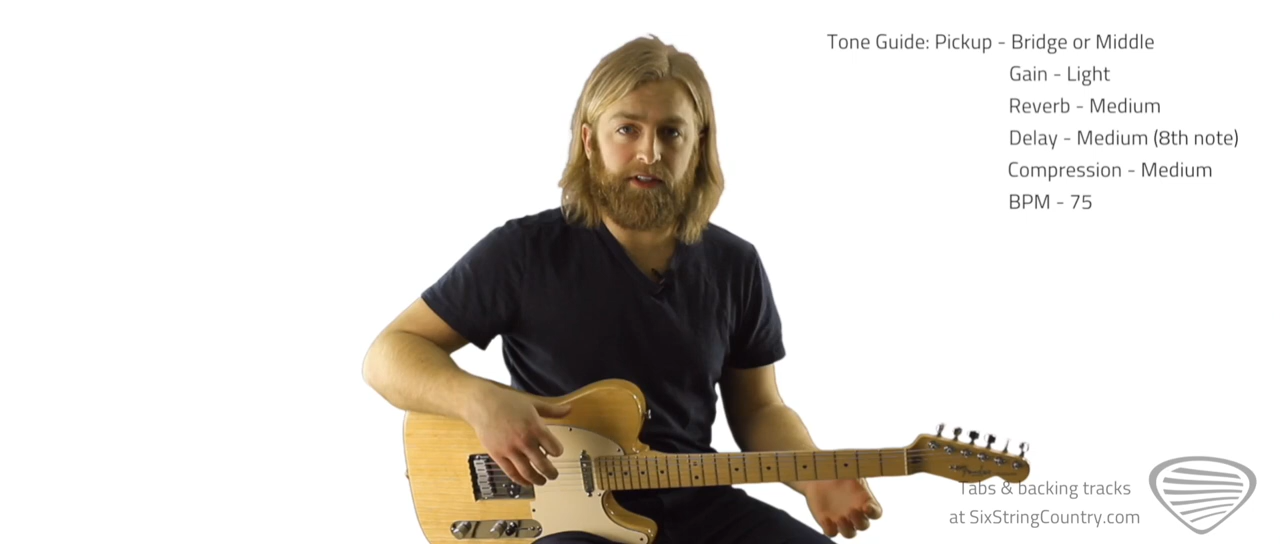 Tone Guide: Pickup - Bridge or Middle
Gain - Light
Reverb - Medium
Delay - Medium (8th note)
Compression - Medium
BPM - 75
Tabs & backing tracks
at SixStringCountry.com